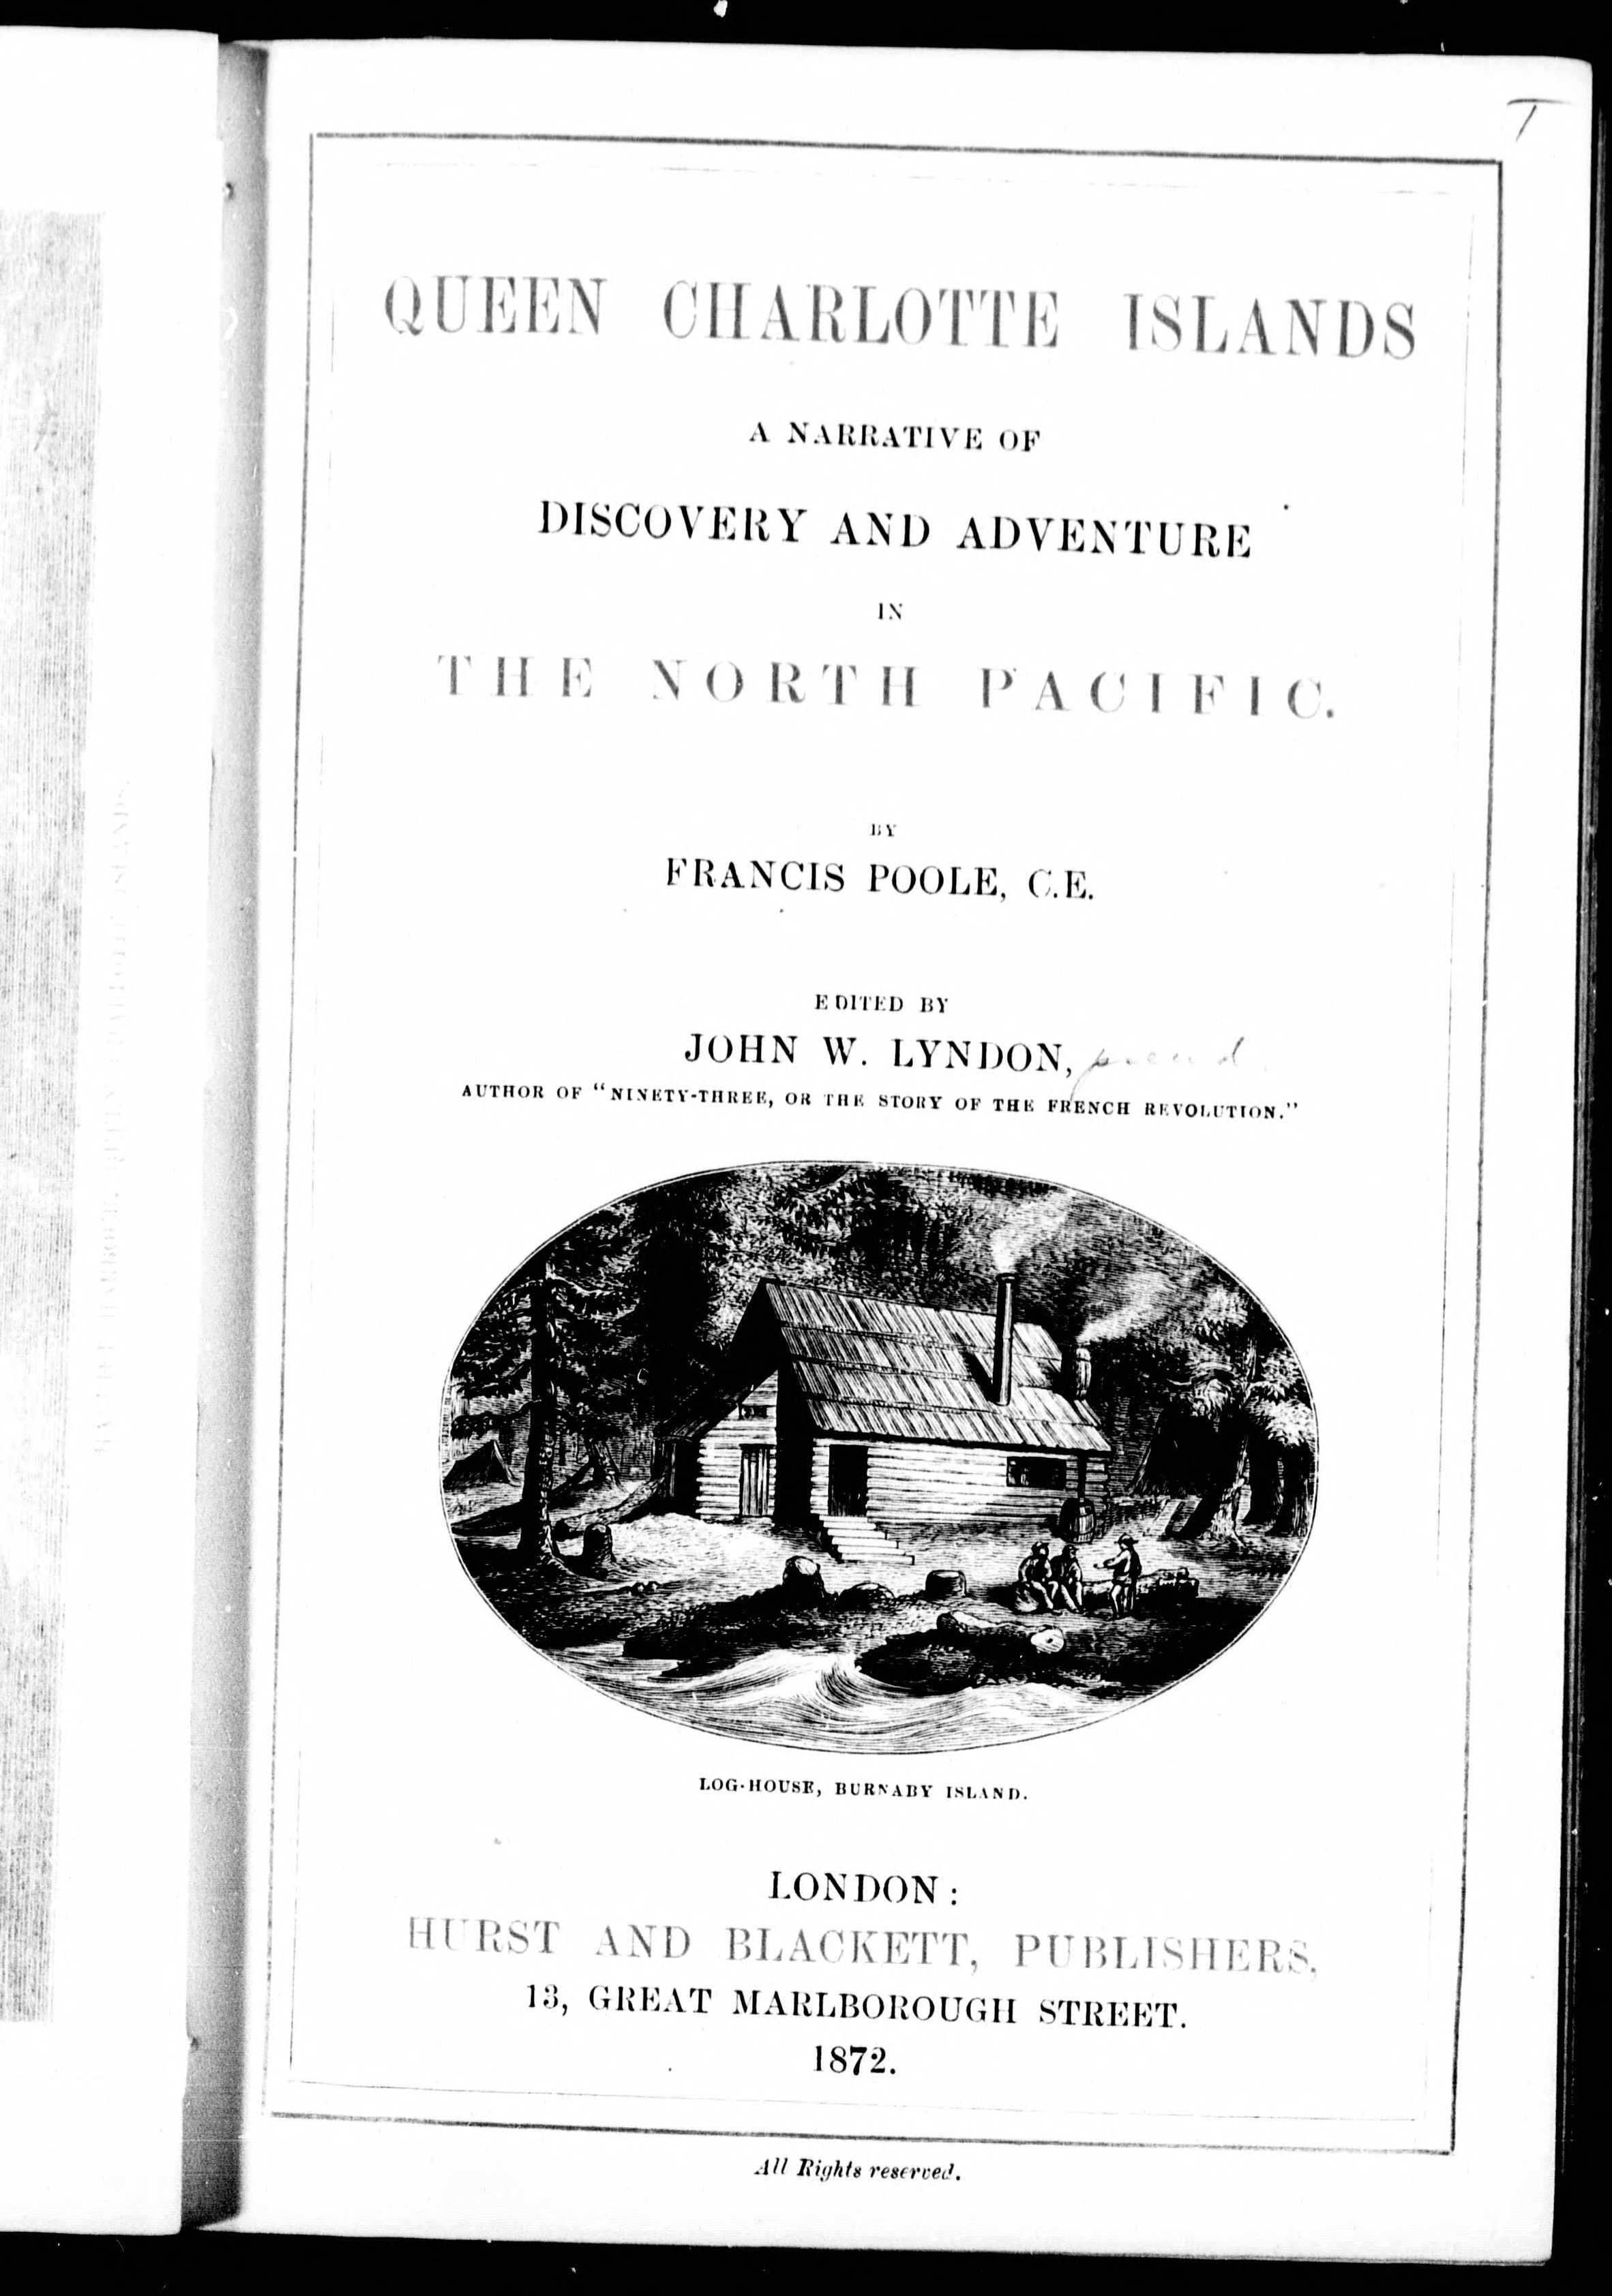 T
QUEEN CHARLOTTE ISLANDS
A NARRATIVE OF
DISCOVERY AND ADVENTURE
IN
THE NORTH PACIFIC.
BY
FRANCIS POOLE, C.E.
EDITED BY
JOHN W. LYNDON, pseud.
AUTHOR OF “NINETY-THREE, OR THE STORY OF THE FRENCH REVOLUTION.”
LOG-HOUSE, BURNABY ISLAND.
LONDON:
HURST AND BLACKETT, PUBLISHERS,
13, GREAT MARLBOROUGH STREET.
1872.
All Rights reserved.